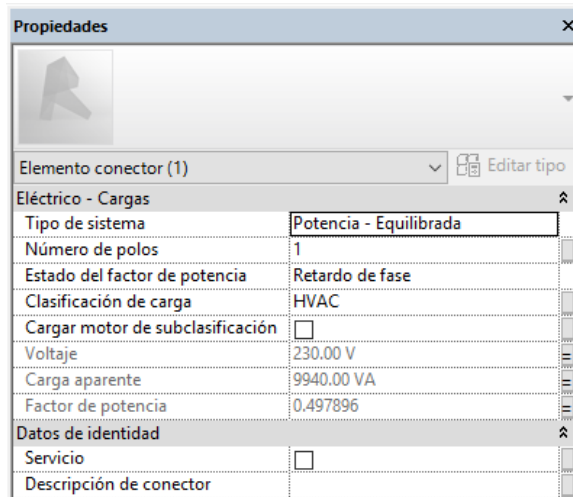 Propiedades
Elemento conector (1) Editar tipo
Eléctrico - Cargas
Tipo de sistema Potencia - Equilibrada
Número de polos 1
Estado del factor de potencia Retardo de fase
Clasificación de carga HVAC
Cargar motor de subclasificación
Voltaje 230.00 V
Carga aparente 9940.00 VA
Factor de potencia 0.497896
Datos de identidad
Servicio
Descripción de conector